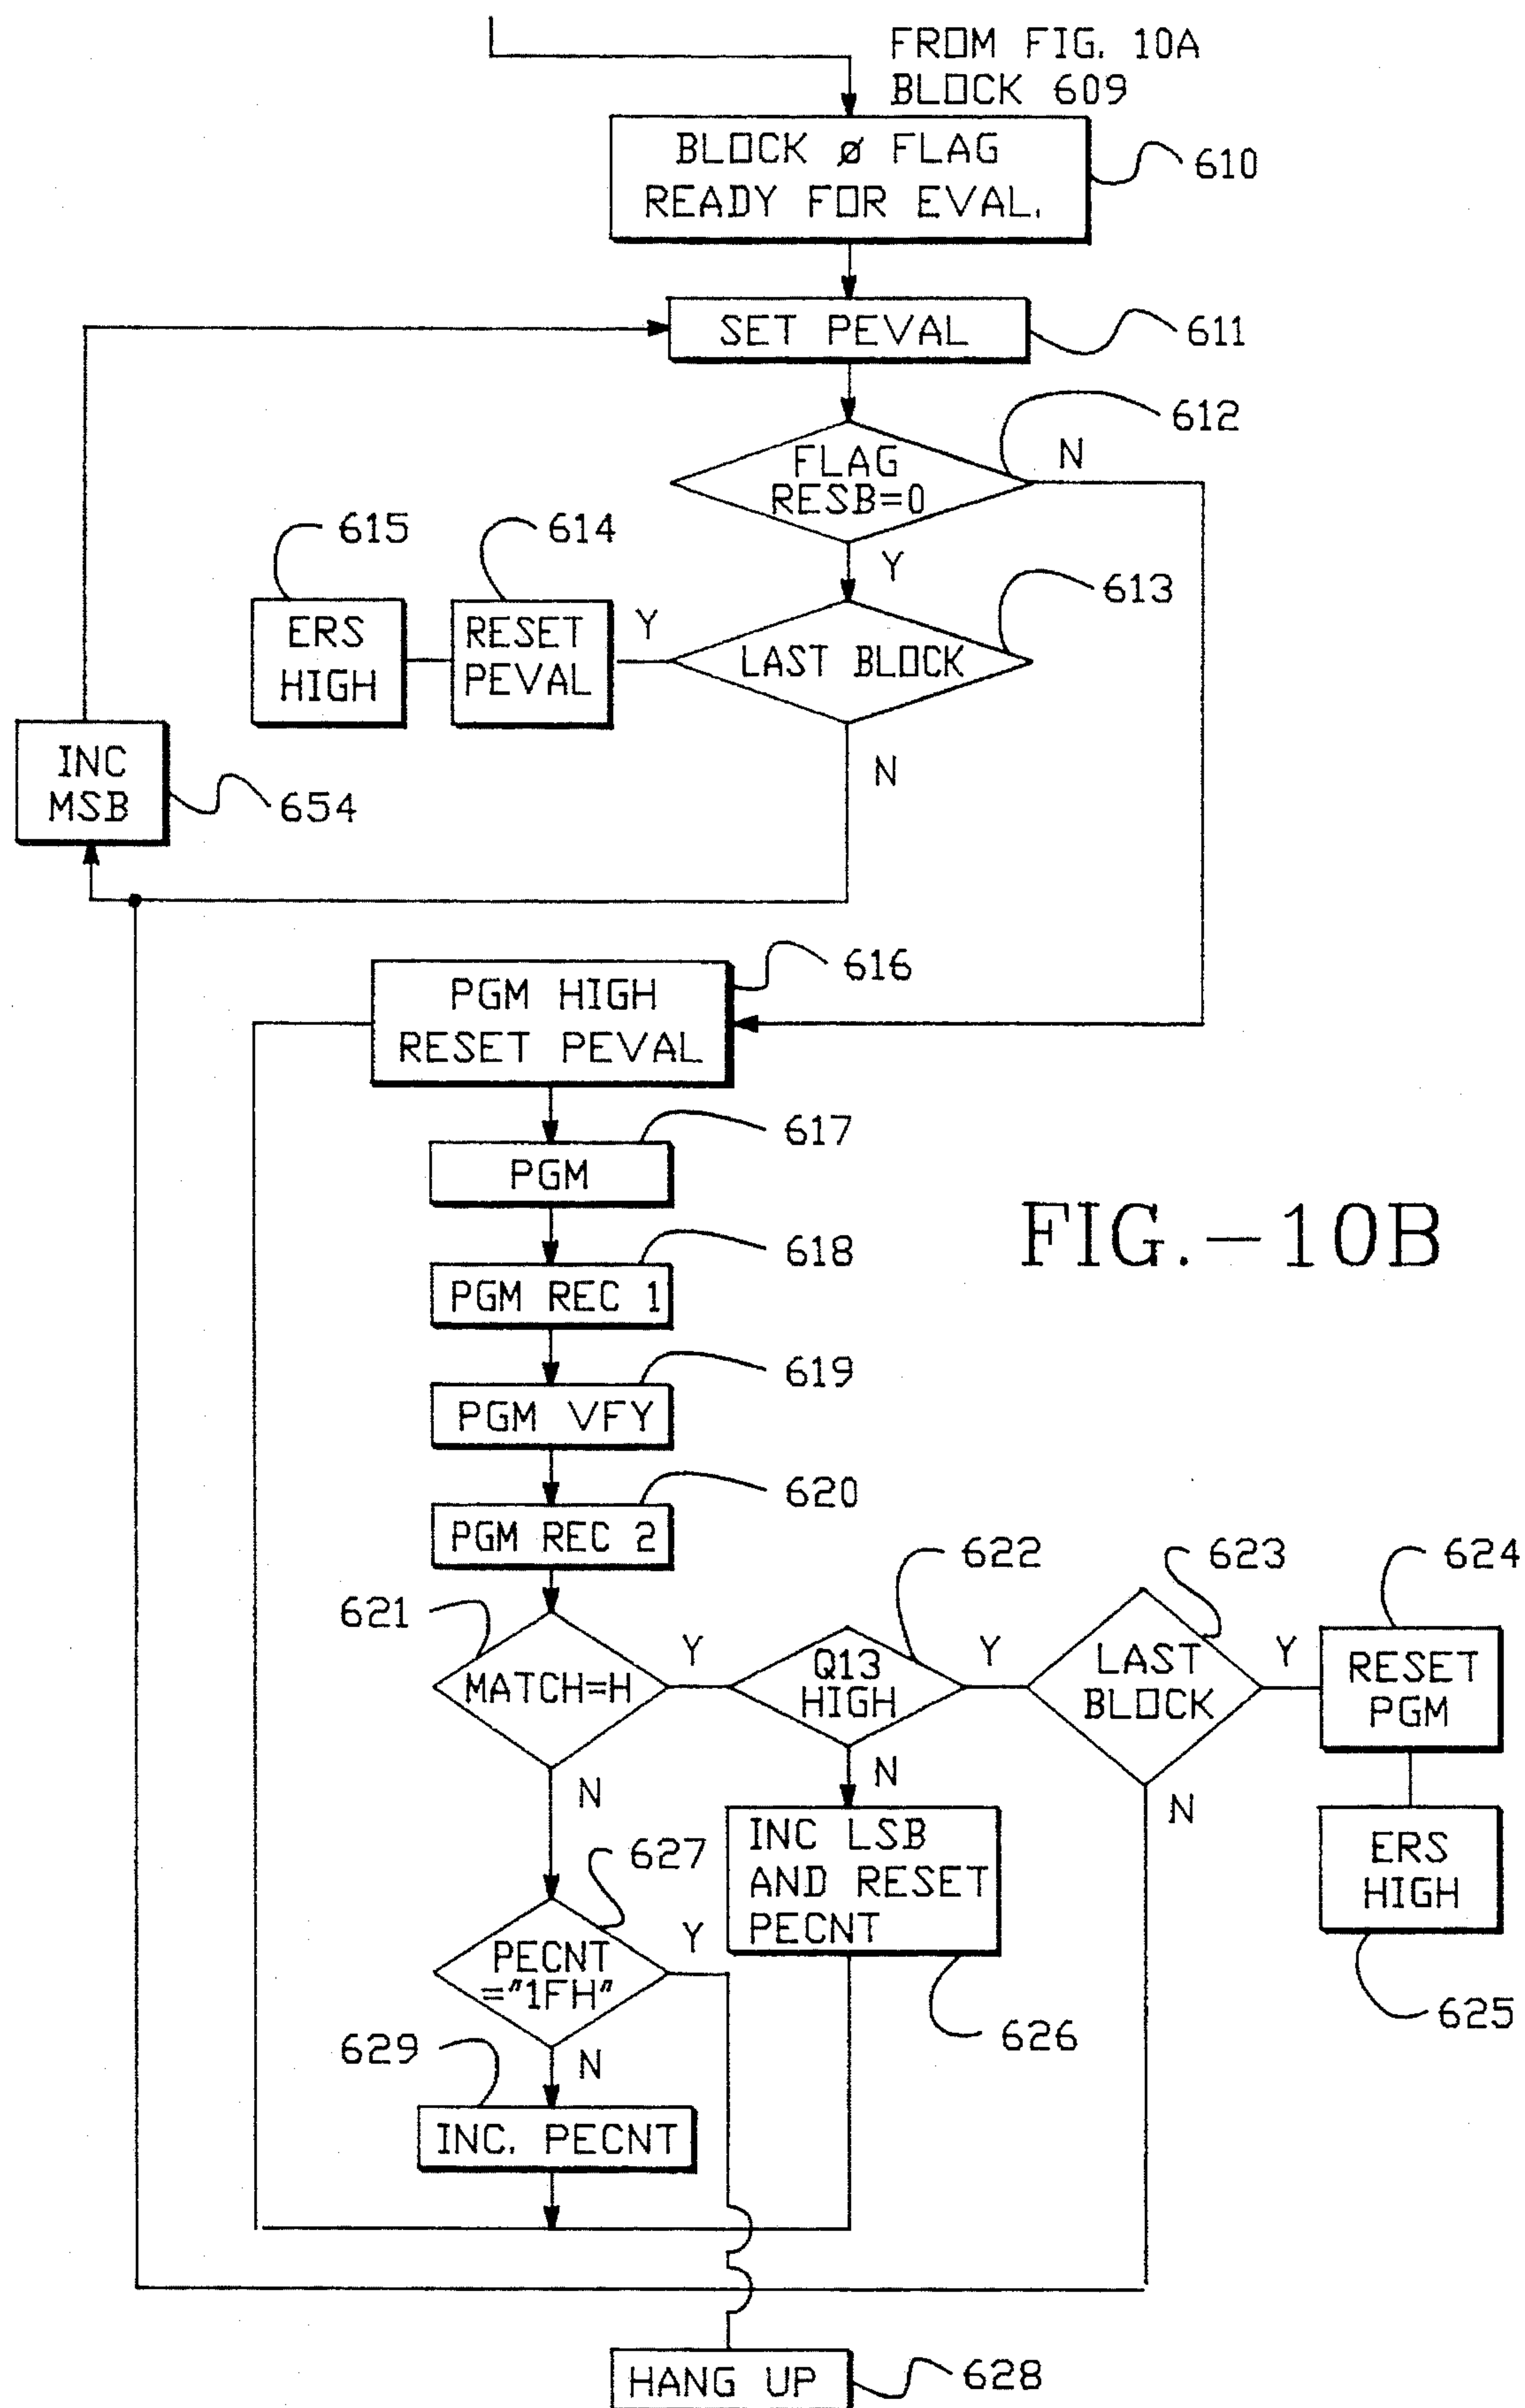 FROM FIG. 10A
BLOCK 609
BLOCK ø FLAG
READY FOR EVAL.
610
SET PEVAL
611
612
FLAG
RESB=0
N
Y
615
614
613
ERS
HIGH
RESET
PEVAL
Y
LAST BLOCK
N
INC
MSB
654
616
PGM HIGH
RESET PEVAL
617
PGM
618
PGM REC 1
FIG.-10B
619
PGM VFY
620
PGM REC 2
621
622
623
624
MATCH=H
Y
Q13
HIGH
Y
LAST
BLOCK
Y
RESET
PGM
N
N
N
627
INC LSB
AND RESET
PECNT
ERS
HIGH
PECNT
="1FH"
Y
626
625
629
N
INC. PECNT
HANG UP
628